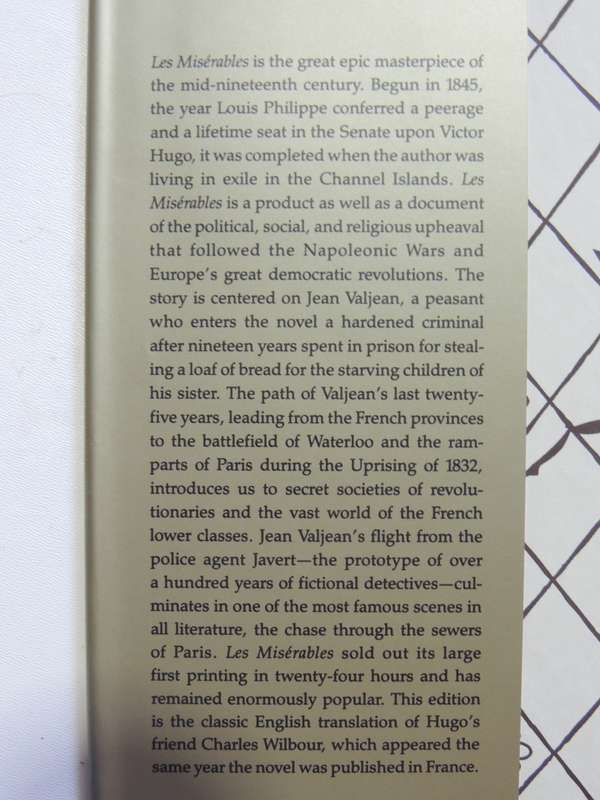 Les Misérables is the great epic masterpiece of
the mid-nineteenth century. Begun in 1845,
the year Louis Philippe conferred a peerage
and a lifetime seat in the Senate upon Victor
Hugo, it was completed when the author was
living in exile in the Channel Islands. Les
Misérables is a product as well as a document
of the political, social, and religious upheaval
that followed the Napoleonic Wars and
Europe's great democratic revolutions. The
story is centered on Jean Valjean, a peasant
who enters the novel a hardened criminal
after nineteen years spent in prison for steal-
ing a loaf of bread for the starving children of
his sister. The path of Valjean's last twenty-
five years, leading from the French provinces
to the battlefield of Waterloo and the ram-
parts of Paris during the Uprising of 1832,
introduces us to secret societies of revolu-
tionaries and the vast world of the French
lower classes. Jean Valjean's flight from the
police agent Javert—the prototype of over
a hundred years of fictional detectives—cul-
minates in one of the most famous scenes in
all literature, the chase through the sewers
of Paris. Les Misérables sold out its large
first printing in twenty-four hours and has
remained enormously popular. This edition
is the classic English translation of Hugo's
friend Charles Wilbour, which appeared the
same year the novel was published in France.